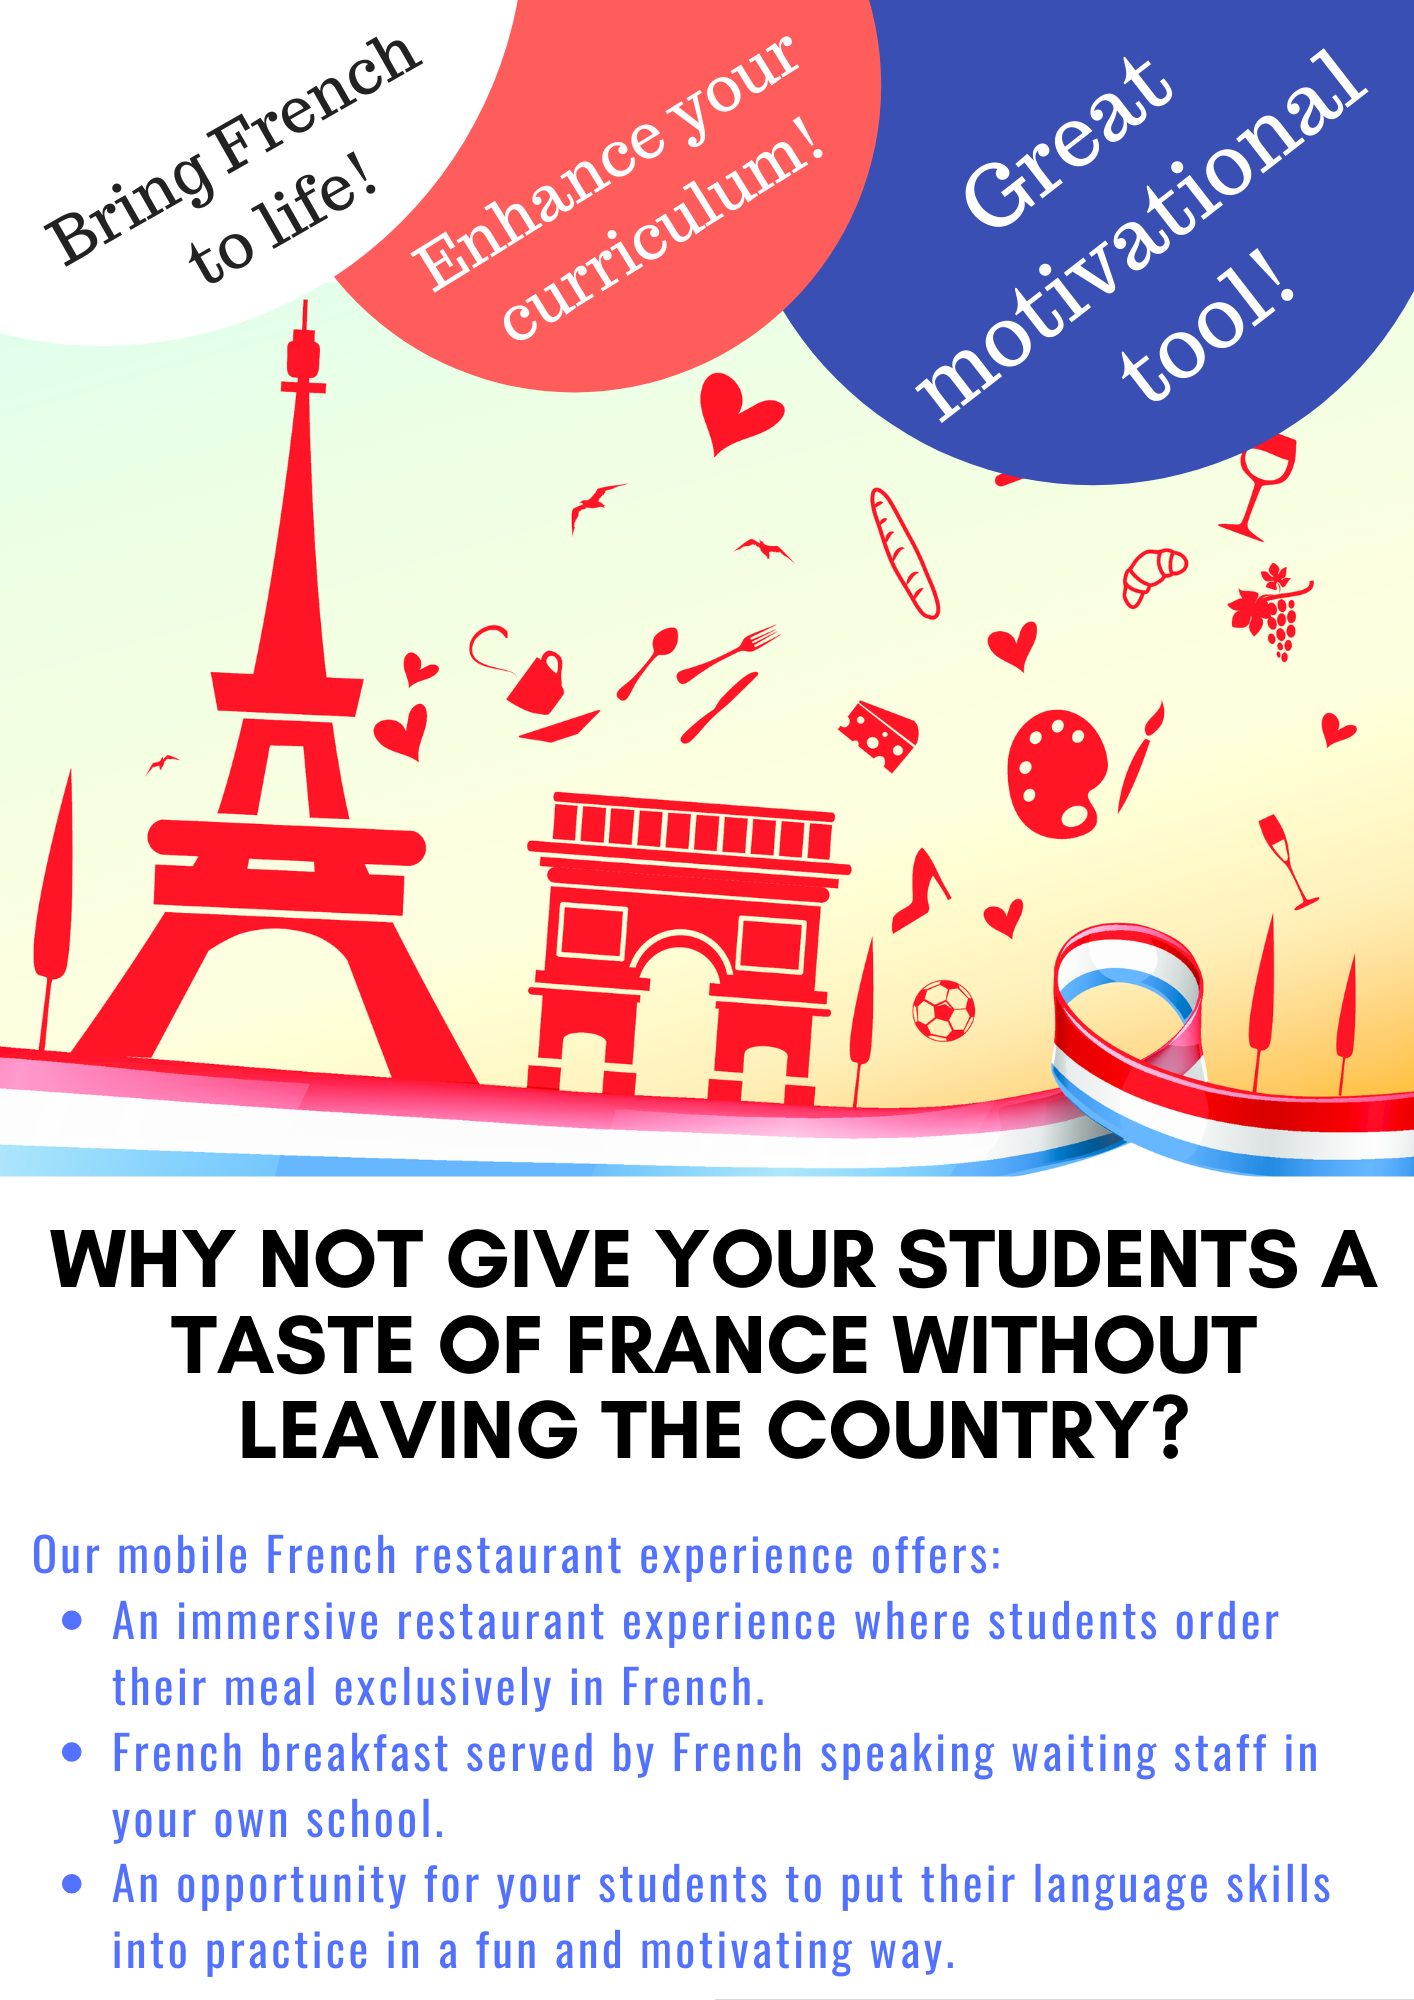 Bring French
to life!
Enhance your
curriculum!
Great
motivational
tool!
WHY NOT GIVE YOUR STUDENTS A
TASTE OF FRANCE WITHOUT
LEAVING THE COUNTRY?
Our mobile French restaurant experience offers:
• An immersive restaurant experience where students order
their meal exclusively in French.
• French breakfast served by French speaking waiting staff in
your own school.
• An opportunity for your students to put their language skills
into practice in a fun and motivating way.